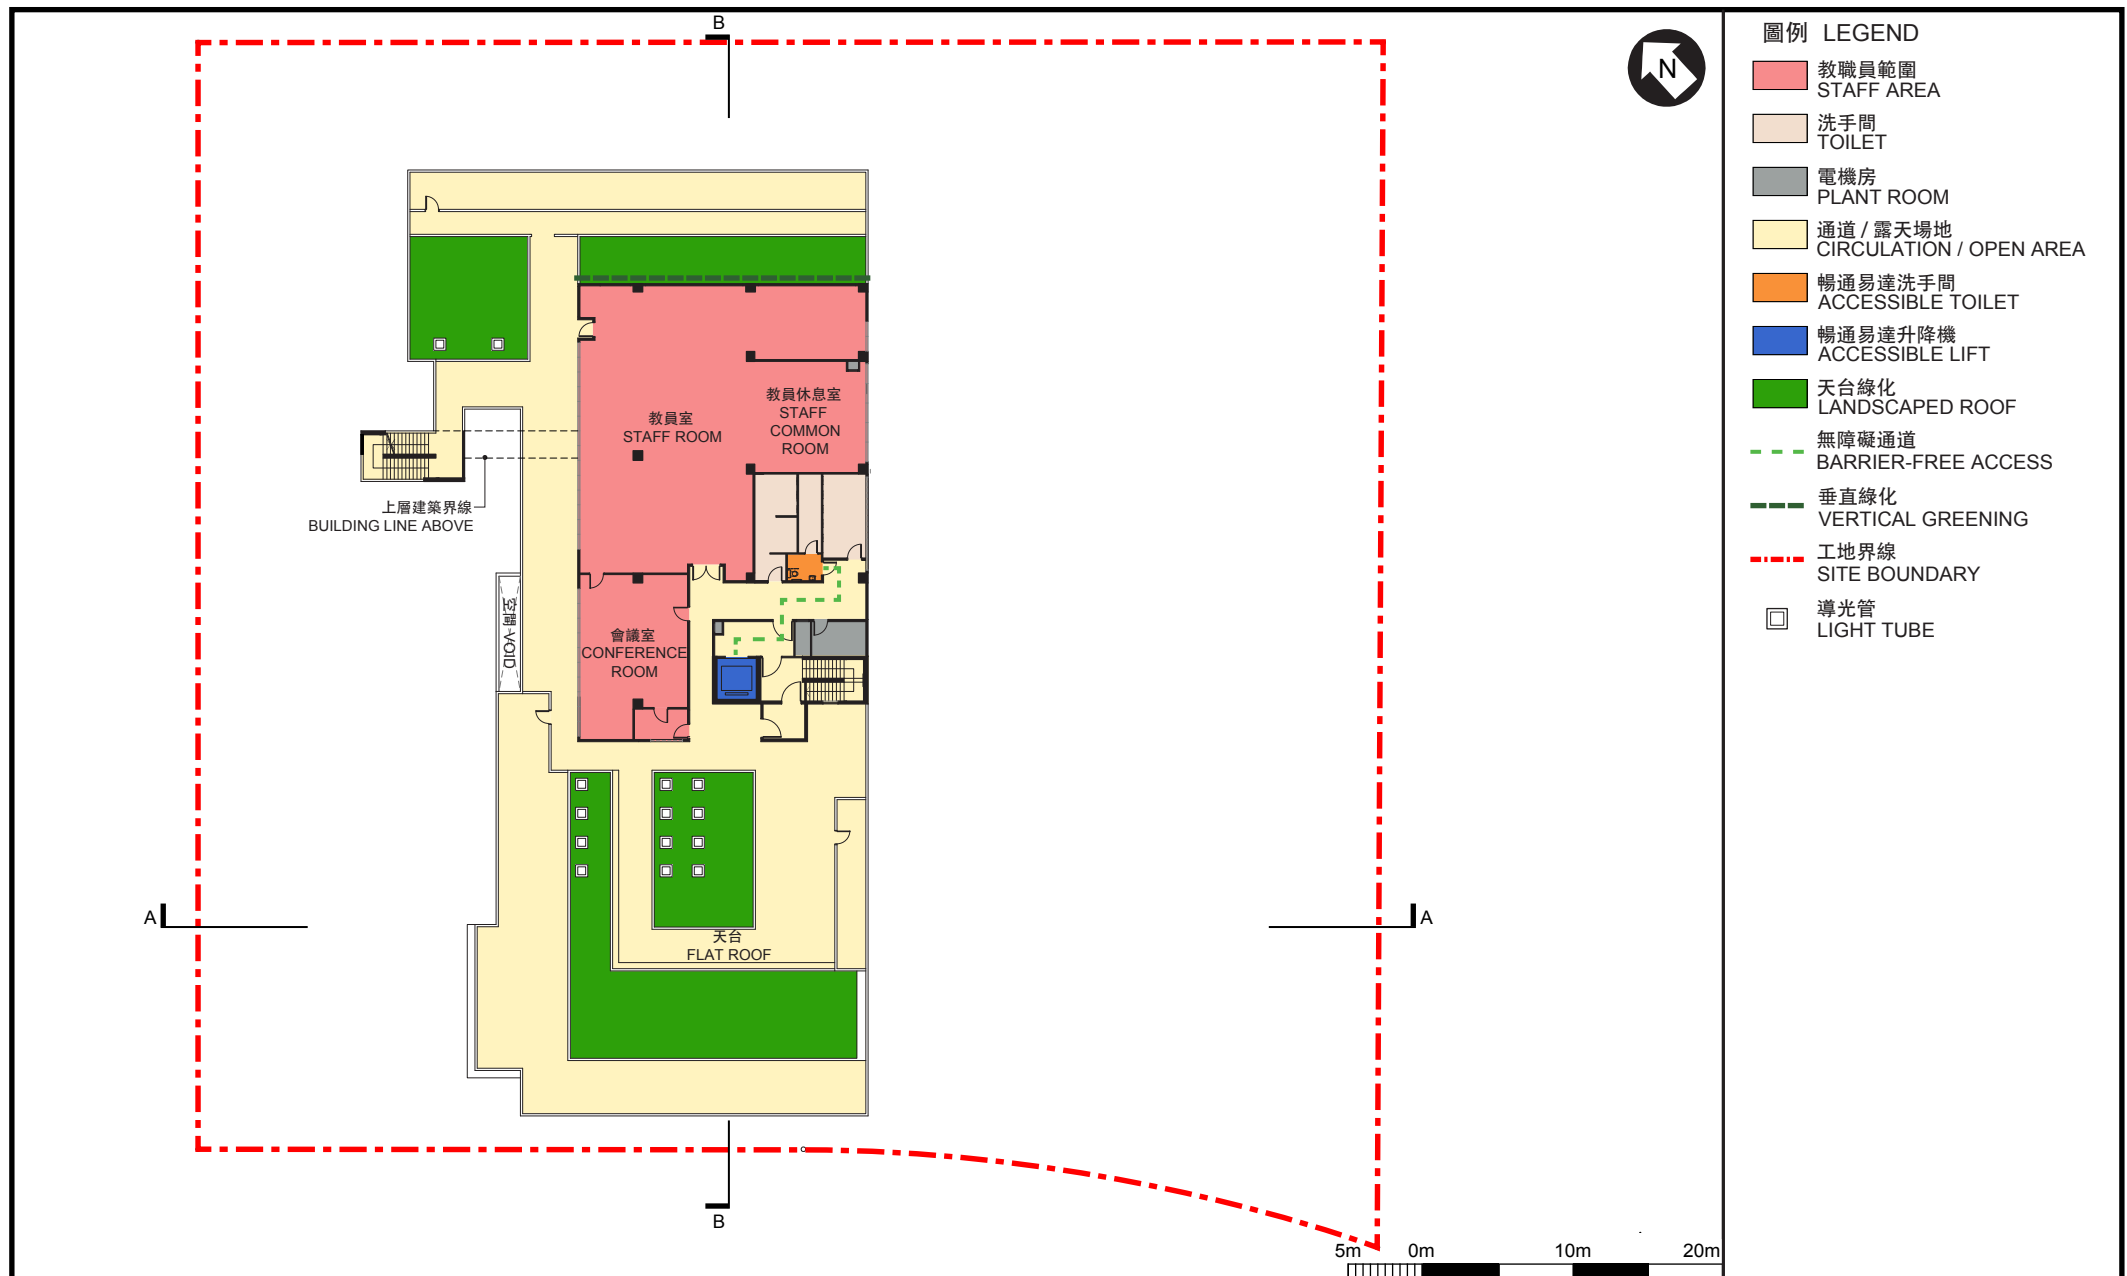 B
N
圖例 LEGEND
教職員範圍
STAFF AREA
洗手間
TOILET
電機房
PLANT ROOM
通道 / 露天場地
CIRCULATION / OPEN AREA
暢通易達洗手間
ACCESSIBLE TOILET
暢通易達升降機
ACCESSIBLE LIFT
天台綠化
LANDSCAPED ROOF
無障礙通道
BARRIER-FREE ACCESS
垂直綠化
VERTICAL GREENING
工地界線
SITE BOUNDARY
導光管
LIGHT TUBE
教員休息室
STAFF
COMMON
ROOM
教員室
STAFF ROOM
上層建築界線
BUILDING LINE ABOVE
空間 VOID
會議室
CONFERENCE
ROOM
A
A
天台
FLAT ROOF
B
5m 0m 10m 20m